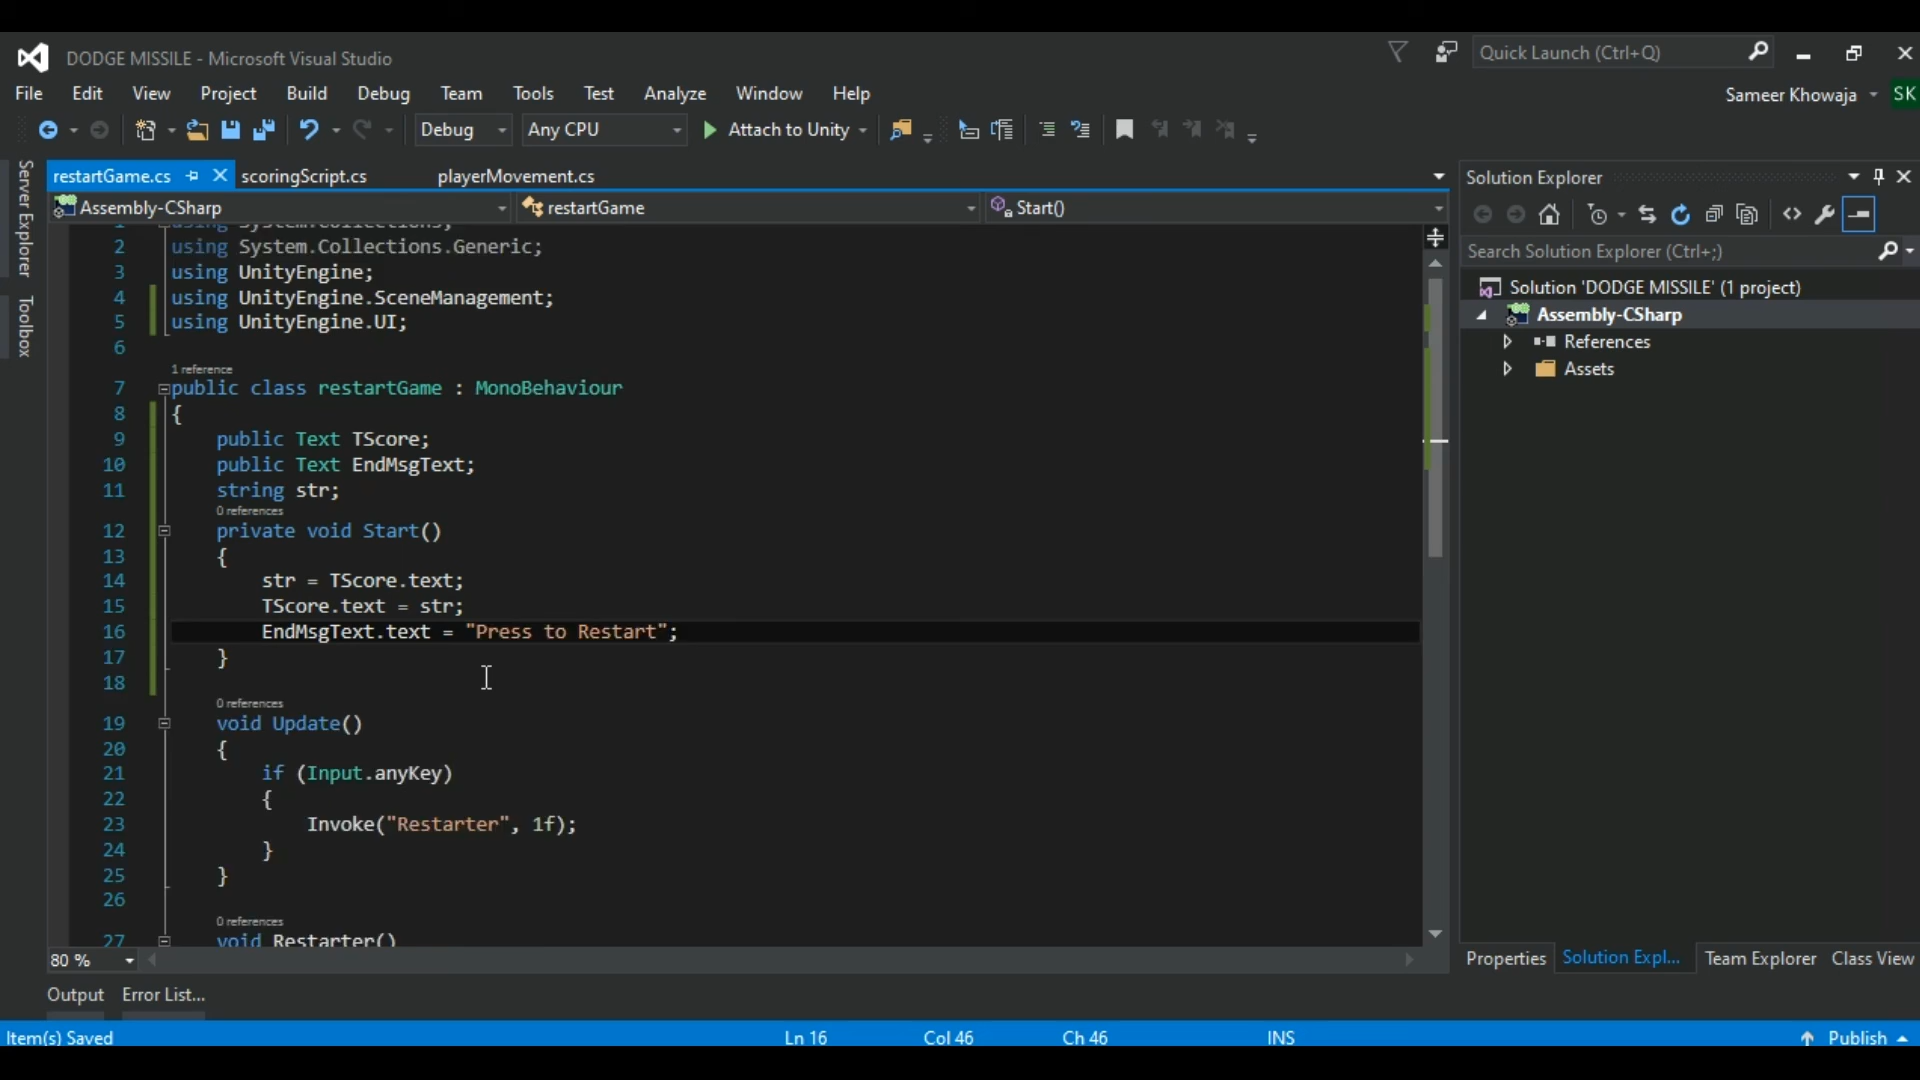 DODGE MISSILE - Microsoft Visual Studio
Quick Launch (Ctrl+Q)
File Edit View Project Build Debug Team Tools Test Analyze Window Help
Sameer Khowaja SK
Debug Any CPU Attach to Unity
Server Explorer
Toolbox
restartGame.cs scoringScript.cs playerMovement.cs
Assembly-CSharp restartGame Start()
1 using System.Collections;
2 using System.Collections.Generic;
3 using UnityEngine;
4 using UnityEngine.SceneManagement;
5 using UnityEngine.UI;
6
1 reference
7 public class restartGame : MonoBehaviour
8 {
9 public Text TScore;
10 public Text EndMsgText;
11 string str;
0 references
12 private void Start()
13 {
14 str = TScore.text;
15 TScore.text = str;
16 EndMsgText.text = "Press to Restart";
17 }
18
0 references
19 void Update()
20 {
21 if (Input.anyKey)
22 {
23 Invoke("Restarter", 1f);
24 }
25 }
26
0 references
27 void Restarter()
80 %
Solution Explorer
Search Solution Explorer (Ctrl+;)
Solution 'DODGE MISSILE' (1 project)
Assembly-CSharp
References
Assets
Properties Solution Expl... Team Explorer Class View
Output Error List...
Item(s) Saved Ln 16 Col 46 Ch 46 INS Publish